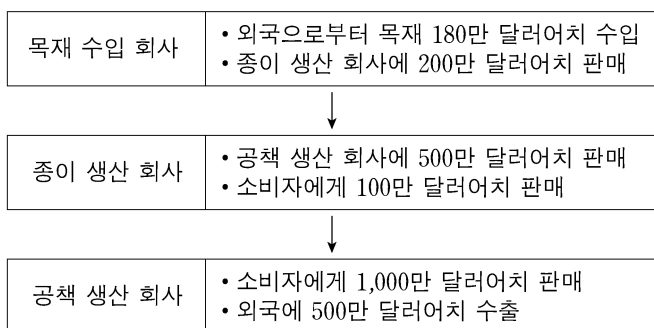 목재 수입 회사
• 외국으로부터 목재 180만 달러어치 수입
• 종이 생산 회사에 200만 달러어치 판매
종이 생산 회사
• 공책 생산 회사에 500만 달러어치 판매
• 소비자에게 100만 달러어치 판매
공책 생산 회사
• 소비자에게 1,000만 달러어치 판매
• 외국에 500만 달러어치 수출